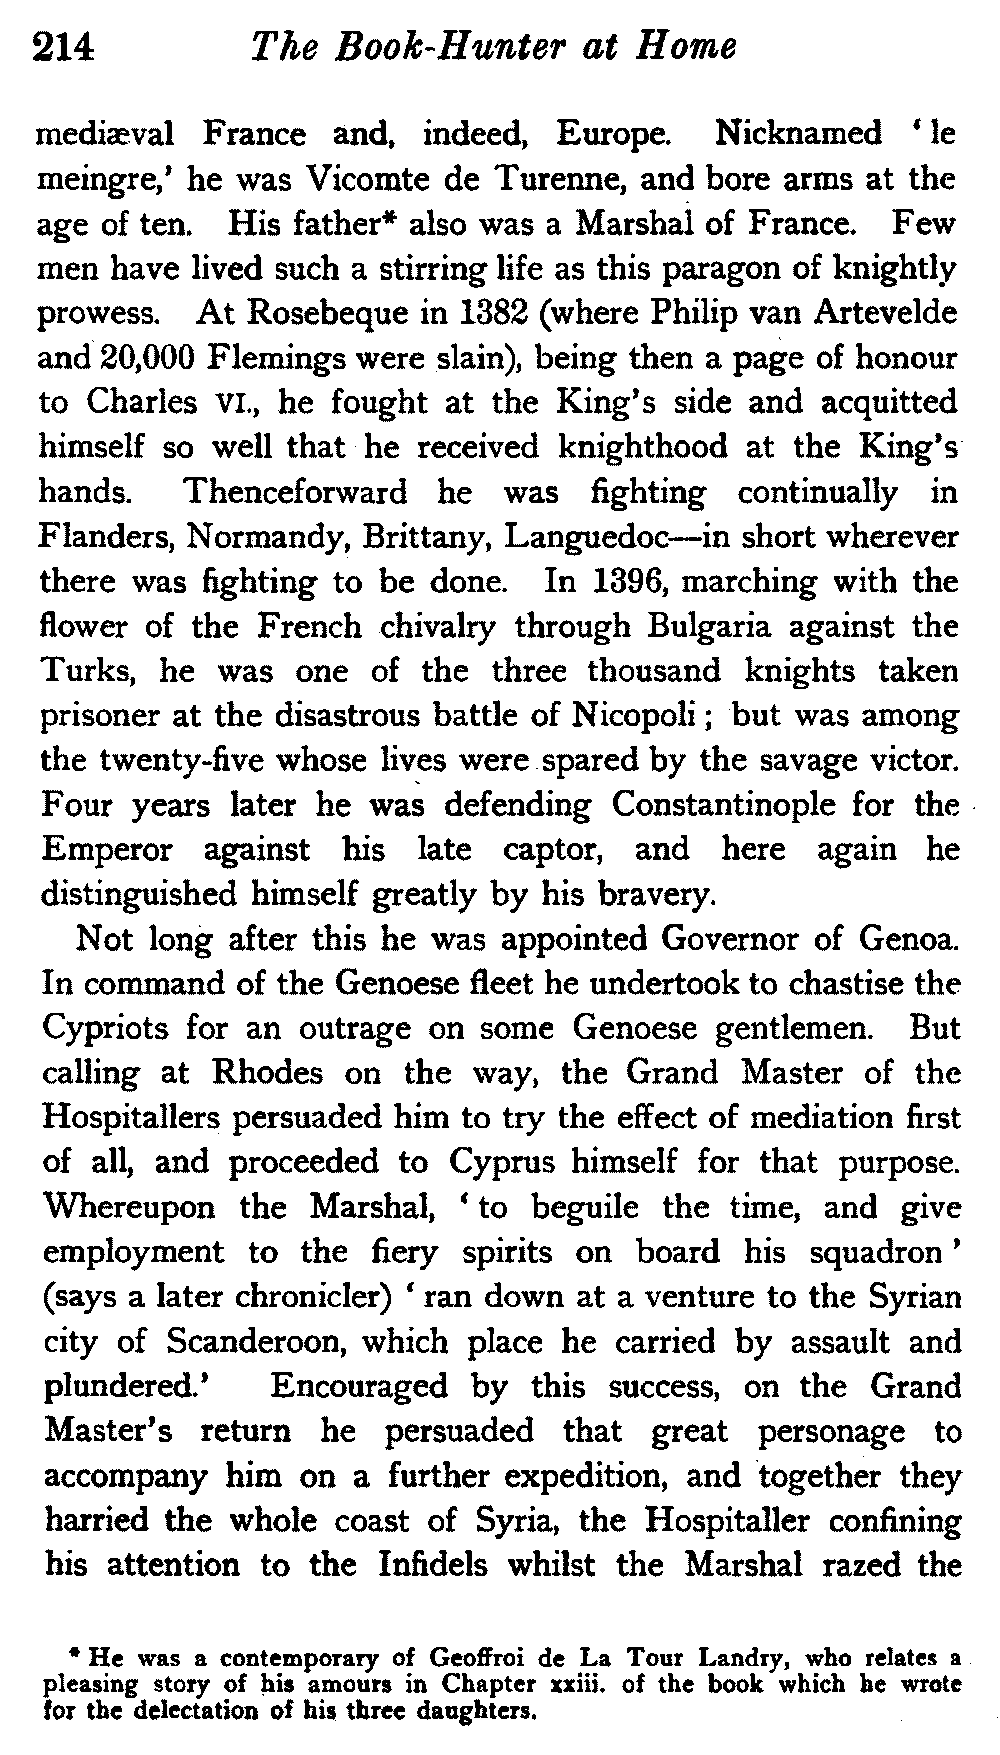 214 The Book-Hunter at Home
mediæval France and, indeed, Europe. Nicknamed ‘ le
meingre,’ he was Vicomte de Turenne, and bore arms at the
age of ten. His father* also was a Marshal of France. Few
men have lived such a stirring life as this paragon of knightly
prowess. At Rosebeque in 1382 (where Philip van Artevelde
and 20,000 Flemings were slain), being then a page of honour
to Charles VI., he fought at the King’s side and acquitted
himself so well that he received knighthood at the King’s
hands. Thenceforward he was fighting continually in
Flanders, Normandy, Brittany, Languedoc—in short wherever
there was fighting to be done. In 1396, marching with the
flower of the French chivalry through Bulgaria against the
Turks, he was one of the three thousand knights taken
prisoner at the disastrous battle of Nicopoli ; but was among
the twenty-five whose lives were spared by the savage victor.
Four years later he was defending Constantinople for the
Emperor against his late captor, and here again he
distinguished himself greatly by his bravery.
Not long after this he was appointed Governor of Genoa.
In command of the Genoese fleet he undertook to chastise the
Cypriots for an outrage on some Genoese gentlemen. But
calling at Rhodes on the way, the Grand Master of the
Hospitallers persuaded him to try the effect of mediation first
of all, and proceeded to Cyprus himself for that purpose.
Whereupon the Marshal, ‘ to beguile the time, and give
employment to the fiery spirits on board his squadron ’
(says a later chronicler) ‘ ran down at a venture to the Syrian
city of Scanderoon, which place he carried by assault and
plundered.’ Encouraged by this success, on the Grand
Master’s return he persuaded that great personage to
accompany him on a further expedition, and together they
harried the whole coast of Syria, the Hospitaller confining
his attention to the Infidels whilst the Marshal razed the
* He was a contemporary of Geoffroi de La Tour Landry, who relates a
pleasing story of his amours in Chapter xxiii. of the book which he wrote
for the delectation of his three daughters.